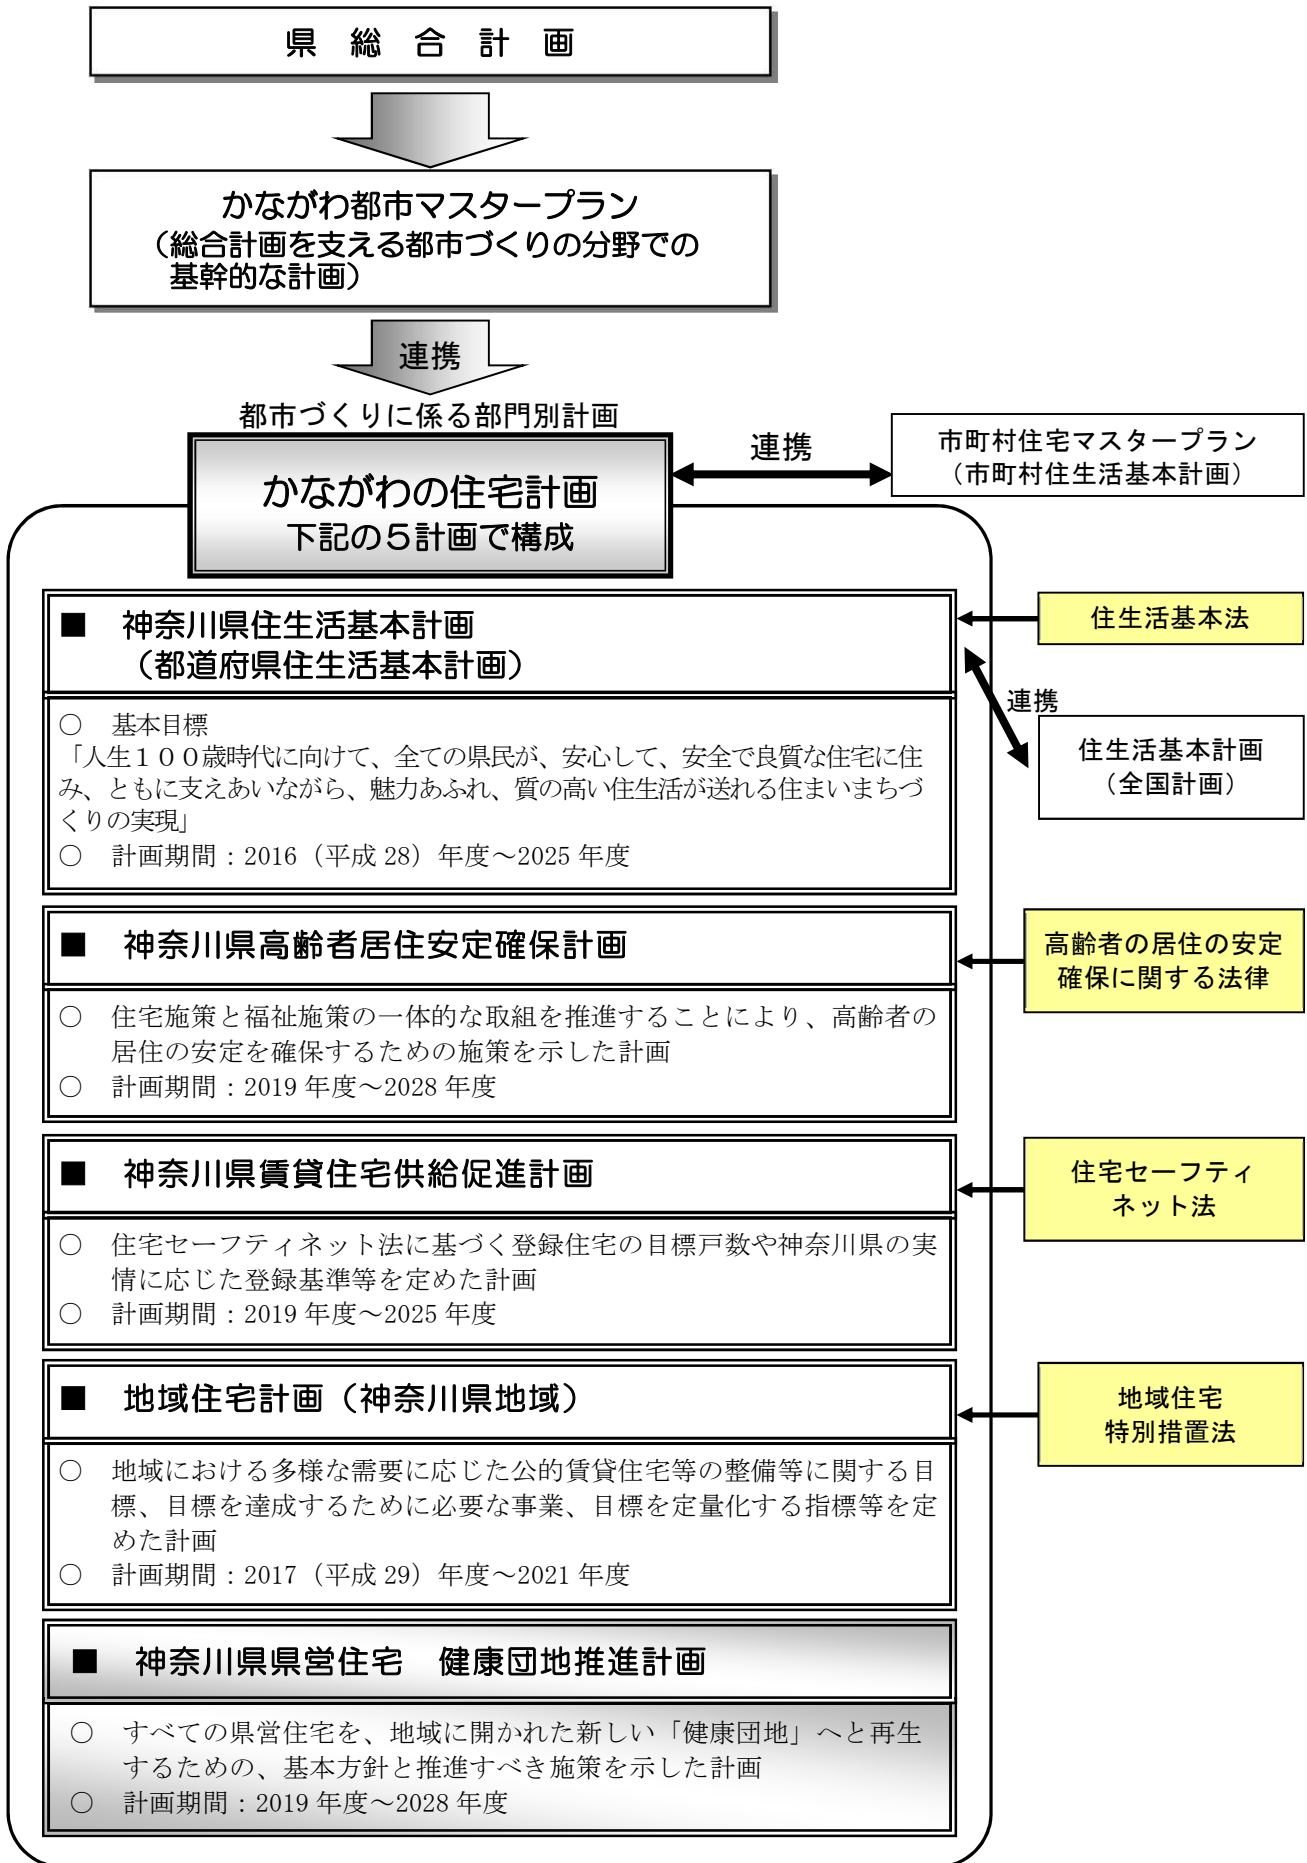 県総合計画
かながわ都市マスタープラン
（総合計画を支える都市づくりの分野での
基幹的な計画）
連携
都市づくりに係る部門別計画
かながわの住宅計画
下記の５計画で構成
連携
市町村住宅マスタープラン
（市町村住生活基本計画）
■ 神奈川県住生活基本計画
（都道府県住生活基本計画）
住生活基本法
連携
住生活基本計画
（全国計画）
○ 基本目標
「人生１００歳時代に向けて、全ての県民が、安心して、安全で良質な住宅に住
み、ともに支えあいながら、魅力あふれ、質の高い住生活が送れる住まいまちづ
くりの実現」
○ 計画期間：2016（平成 28）年度～2025 年度
■ 神奈川県高齢者居住安定確保計画
高齢者の居住の安定
確保に関する法律
○ 住宅施策と福祉施策の一体的な取組を推進することにより、高齢者の
居住の安定を確保するための施策を示した計画
○ 計画期間：2019 年度～2028 年度
■ 神奈川県賃貸住宅供給促進計画
住宅セーフティ
ネット法
○ 住宅セーフティネット法に基づく登録住宅の目標戸数や神奈川県の実
情に応じた登録基準等を定めた計画
○ 計画期間：2019 年度～2025 年度
■ 地域住宅計画（神奈川県地域）
地域住宅
特別措置法
○ 地域における多様な需要に応じた公的賃貸住宅等の整備等に関する目
標、目標を達成するために必要な事業、目標を定量化する指標等を定
めた計画
○ 計画期間：2017（平成 29）年度～2021 年度
■ 神奈川県県営住宅 健康団地推進計画
○ すべての県営住宅を、地域に開かれた新しい「健康団地」へと再生
するための、基本方針と推進すべき施策を示した計画
○ 計画期間：2019 年度～2028 年度